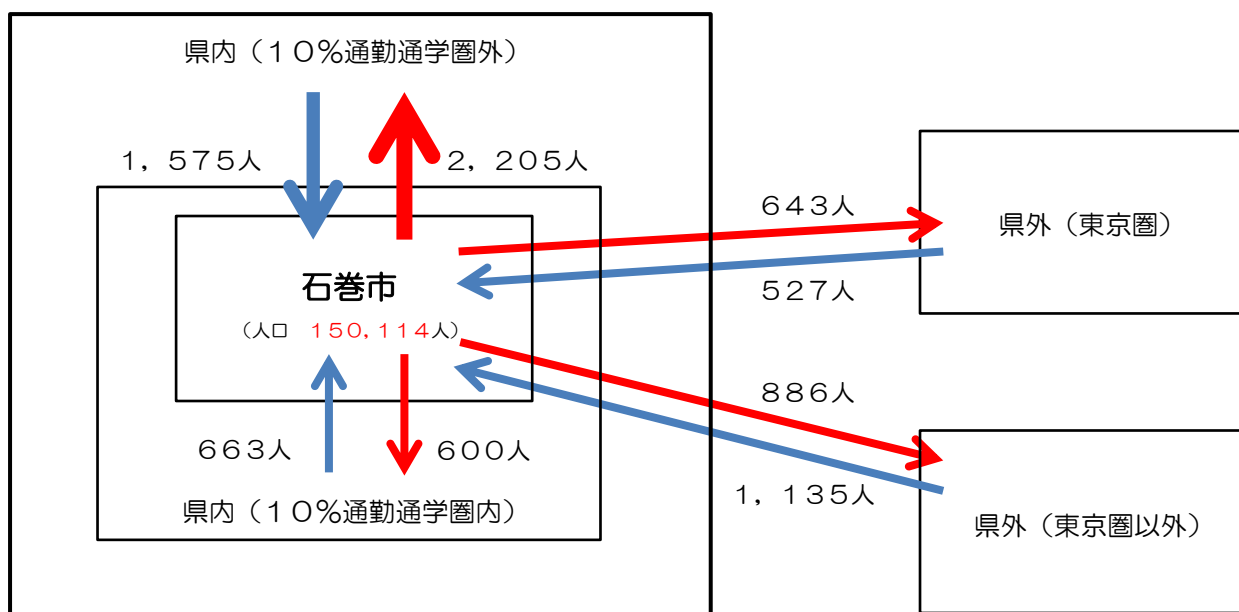 県内（１０％通勤通学圏外）
１，５７５人
２，２０５人
６４３人
県外（東京圏）
５２７人
石巻市
（人口　１５０，１１４人）
８８６人
６６３人
６００人
１，１３５人
県内（１０％通勤通学圏内）
県外（東京圏以外）